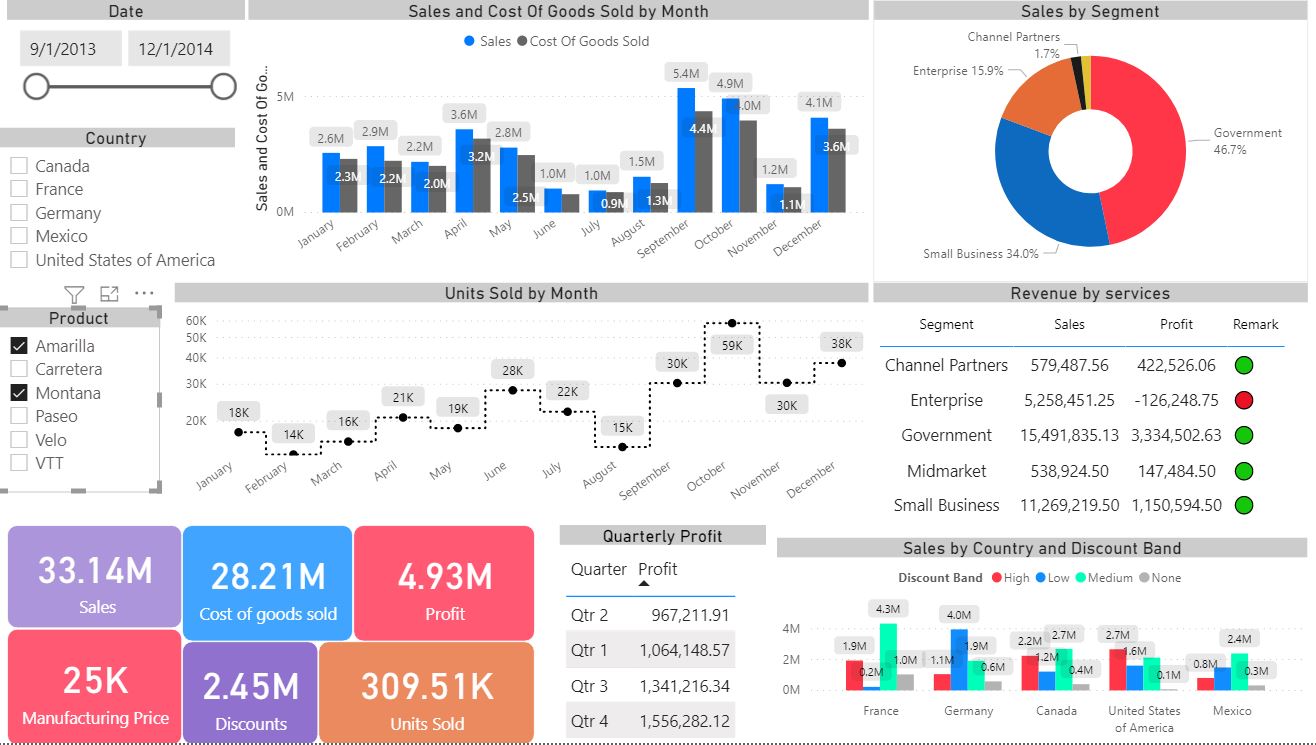 Date
9/1/2013 12/1/2014
Country
Canada
France
Germany
Mexico
United States of America
Product
Amarilla
Carretera
Montana
Paseo
Velo
VTT
Sales and Cost Of Goods Sold by Month
Sales Cost Of Goods Sold
Sales and Cost Of Go...
5M
0M
2.6M 2.9M 2.2M 3.6M 2.8M 1.0M 1.0M 1.5M 5.4M 4.9M 1.2M 4.1M
2.3M 2.2M 2.0M 3.2M 2.5M 0.9M 1.3M 4.4M 4.0M 1.1M 3.6M
January February March April May June July August September October November December
Sales by Segment
Channel Partners
1.7%
Enterprise 15.9%
Government
46.7%
Small Business 34.0%
Units Sold by Month
60K
50K
40K
30K
20K
18K 14K 16K 21K 19K 28K 22K 15K 30K 59K 30K 38K
January February March April May June July August September October November December
Revenue by services
Segment Sales Profit Remark
Channel Partners 579,487.56 422,526.06
Enterprise 5,258,451.25 -126,248.75
Government 15,491,835.13 3,334,502.63
Midmarket 538,924.50 147,484.50
Small Business 11,269,219.50 1,150,594.50
33.14M
Sales
28.21M
Cost of goods sold
4.93M
Profit
25K
Manufacturing Price
2.45M
Discounts
309.51K
Units Sold
Quarterly Profit
Quarter Profit
Qtr 2 967,211.91
Qtr 1 1,064,148.57
Qtr 3 1,341,216.34
Qtr 4 1,556,282.12
Sales by Country and Discount Band
Discount Band High Low Medium None
4M
2M
0M
1.9M 0.2M 4.3M 1.0M
1.1M 4.0M 1.9M 0.6M
2.2M 1.2M 2.7M 0.4M
2.7M 1.6M 0.1M
0.8M 2.4M 0.3M
France Germany Canada United States Mexico
of America